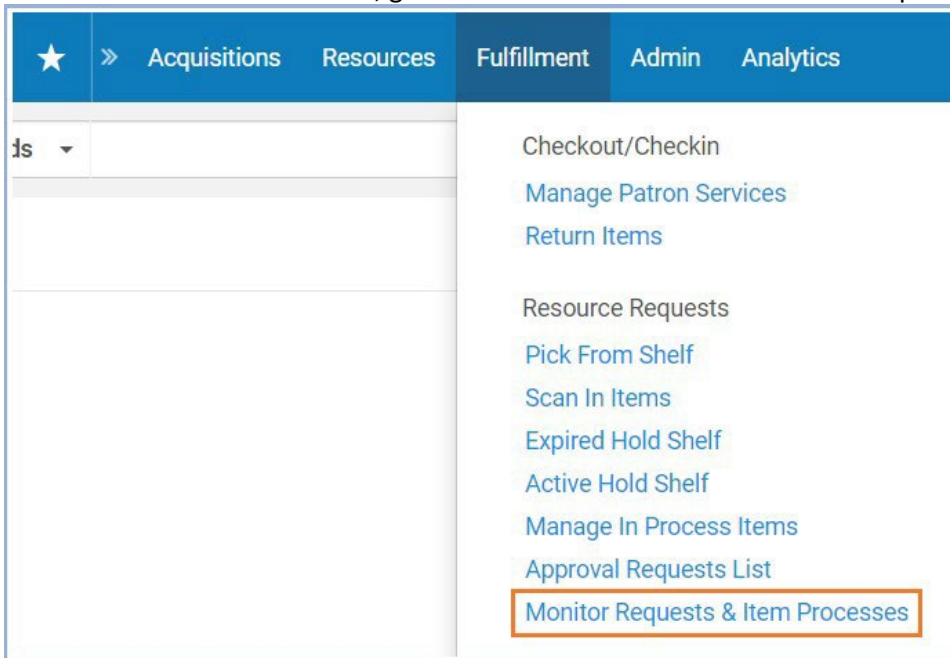 ★ » Acquisitions Resources Fulfillment Admin Analytics
ds
Checkout/Checkin
Manage Patron Services
Return Items
Resource Requests
Pick From Shelf
Scan In Items
Expired Hold Shelf
Active Hold Shelf
Manage In Process Items
Approval Requests List
Monitor Requests & Item Processes